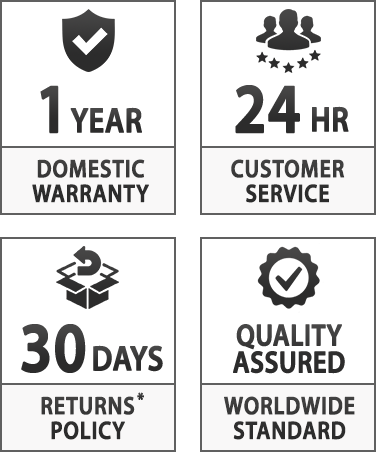 1 YEAR
DOMESTIC
WARRANTY
24 HR
CUSTOMER
SERVICE
30 DAYS
RETURNS*
POLICY
QUALITY
ASSURED
WORLDWIDE
STANDARD